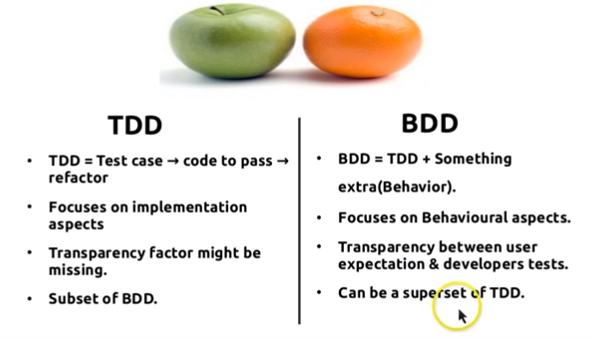 TDD
• TDD = Test case → code to pass →
refactor
• Focuses on implementation
aspects
• Transparency factor might be
missing.
• Subset of BDD.
BDD
• BDD = TDD + Something
extra(Behavior).
• Focuses on Behavioural aspects.
• Transparency between user
expectation & developers tests.
• Can be a superset of TDD.